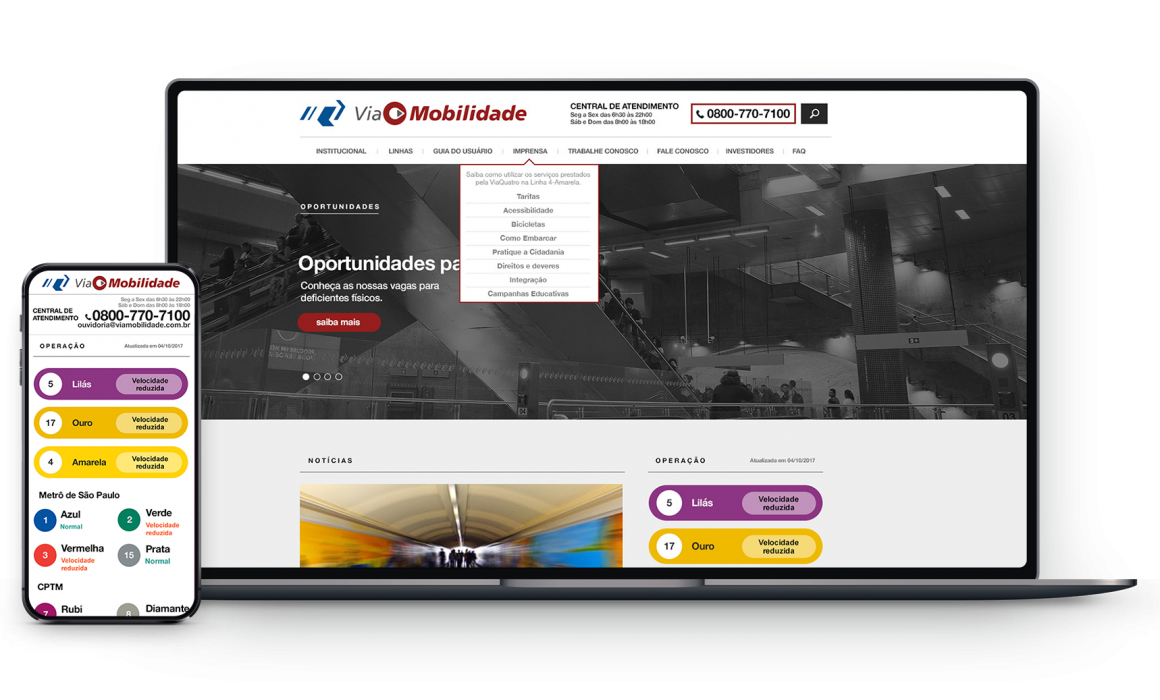 Via Mobilidade
CENTRAL DE ATENDIMENTO
Seg a Sex das 6h30 às 22h00
Sáb e Dom das 8h00 às 18h00
0800-770-7100
INSTITUCIONAL
LINHAS
GUIA DO USUÁRIO
IMPRENSA
TRABALHE CONOSCO
FALE CONOSCO
INVESTIDORES
FAQ
Saiba como utilizar os serviços prestados
pela ViaQuatro na Linha 4-Amarela.
Tarifas
Acessibilidade
Bicicletas
Como Embarcar
Pratique a Cidadania
Direitos e deveres
Integração
Campanhas Educativas
OPORTUNIDADES
Oportunidades pa
Conheça as nossas vagas para
deficientes físicos.
saiba mais
03
NOTÍCIAS
OPERAÇÃO
Atualizada em 04/10/2017
5 Lilás Velocidade
reduzida
17 Ouro Velocidade
reduzida
Via Mobilidade
Seg a Sex das 6h30 às 22h00
Sáb e Dom das 8h00 às 18h00
CENTRAL DE
ATENDIMENTO
0800-770-7100
ouvidoria@viamobilidade.com.br
OPERAÇÃO
Atualizada em 04/10/2017
5 Lilás Velocidade
reduzida
17 Ouro Velocidade
reduzida
4 Amarela Velocidade
reduzida
Metrô de São Paulo
1 Azul
Normal
2 Verde
Velocidade
reduzida
3 Vermelha
Velocidade
reduzida
15 Prata
Normal
CPTM
7 Rubi
8 Diamante